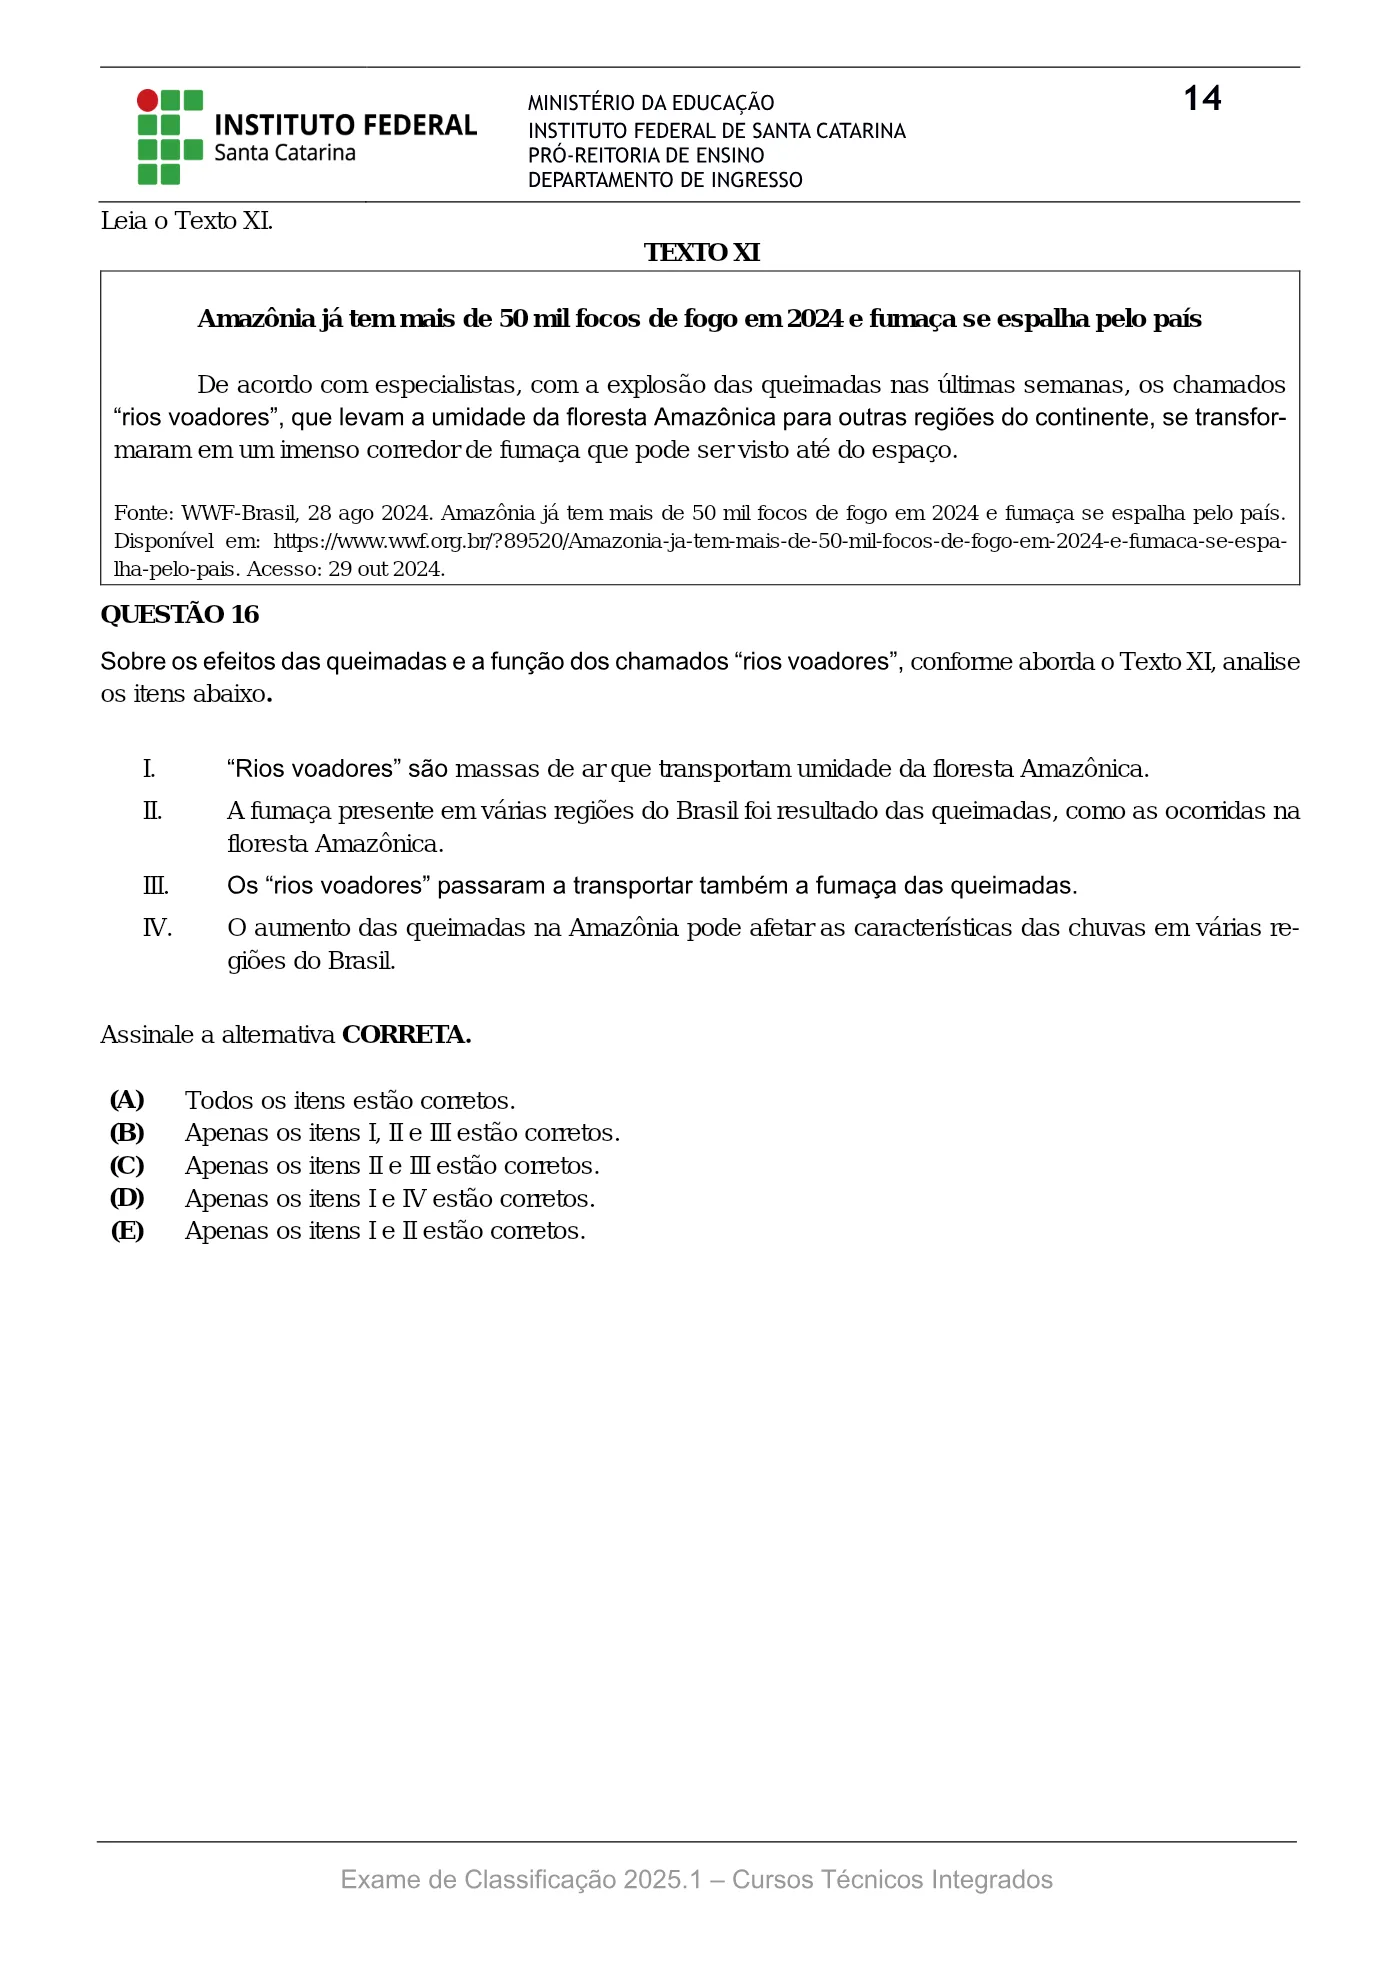 INSTITUTO FEDERAL
Santa Catarina
MINISTÉRIO DA EDUCAÇÃO
INSTITUTO FEDERAL DE SANTA CATARINA
PRÓ-REITORIA DE ENSINO
DEPARTAMENTO DE INGRESSO
14
Leia o Texto XI.
TEXTO XI
Amazônia já tem mais de 50 mil focos de fogo em 2024 e fumaça se espalha pelo país
De acordo com especialistas, com a explosão das queimadas nas últimas semanas, os chamados
“rios voadores”, que levam a umidade da floresta Amazônica para outras regiões do continente, se transfor-
maram em um imenso corredor de fumaça que pode ser visto até do espaço.
Fonte: WWF-Brasil, 28 ago 2024. Amazônia já tem mais de 50 mil focos de fogo em 2024 e fumaça se espalha pelo país.
Disponível em: https://www.wwf.org.br/?89520/Amazonia-ja-tem-mais-de-50-mil-focos-de-fogo-em-2024-e-fumaca-se-espa-
lha-pelo-pais. Acesso: 29 out 2024.
QUESTÃO 16
Sobre os efeitos das queimadas e a função dos chamados “rios voadores”, conforme aborda o Texto XI, analise
os itens abaixo.
I. “Rios voadores” são massas de ar que transportam umidade da floresta Amazônica.
II. A fumaça presente em várias regiões do Brasil foi resultado das queimadas, como as ocorridas na
floresta Amazônica.
III. Os “rios voadores” passaram a transportar também a fumaça das queimadas.
IV. O aumento das queimadas na Amazônia pode afetar as características das chuvas em várias re-
giões do Brasil.
Assinale a alternativa CORRETA.
(A) Todos os itens estão corretos.
(B) Apenas os itens I, II e III estão corretos.
(C) Apenas os itens II e III estão corretos.
(D) Apenas os itens I e IV estão corretos.
(E) Apenas os itens I e II estão corretos.
Exame de Classificação 2025.1 – Cursos Técnicos Integrados